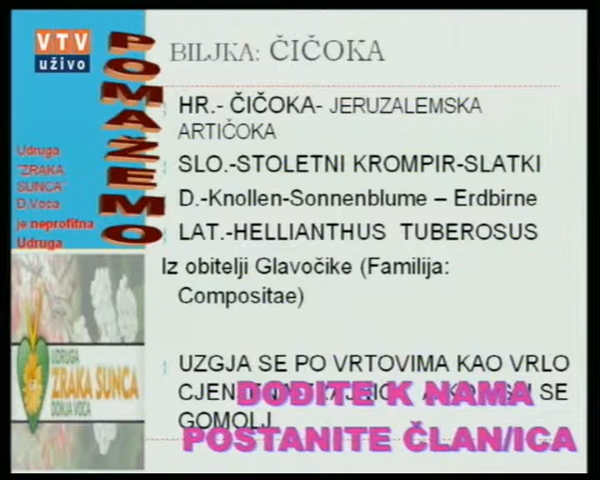 VTV
uživo
POMAŽEMO
Udruga
"ZRAKA
SUNCA"
D.Voca
je neprofitna
Udruga
UDRUGA
ZRAKA SUNCA
DONJA VOĆA
BILJKA: ČIČOKA
HR.- ČIČOKA- JERUZALEMSKA
ARTIČOKA
SLO.-STOLETNI KROMPIR-SLATKI
D.-Knollen-Sonnenblume – Erdbirne
LAT.-HELLIANTHUS TUBEROSUS
Iz obitelji Glavočike (Familija:
Compositae)
UZGJA SE PO VRTOVIMA KAO VRLO
SE
GOMOLJ
DOĐITE K NAMA
POSTANITE ČLAN/ICA